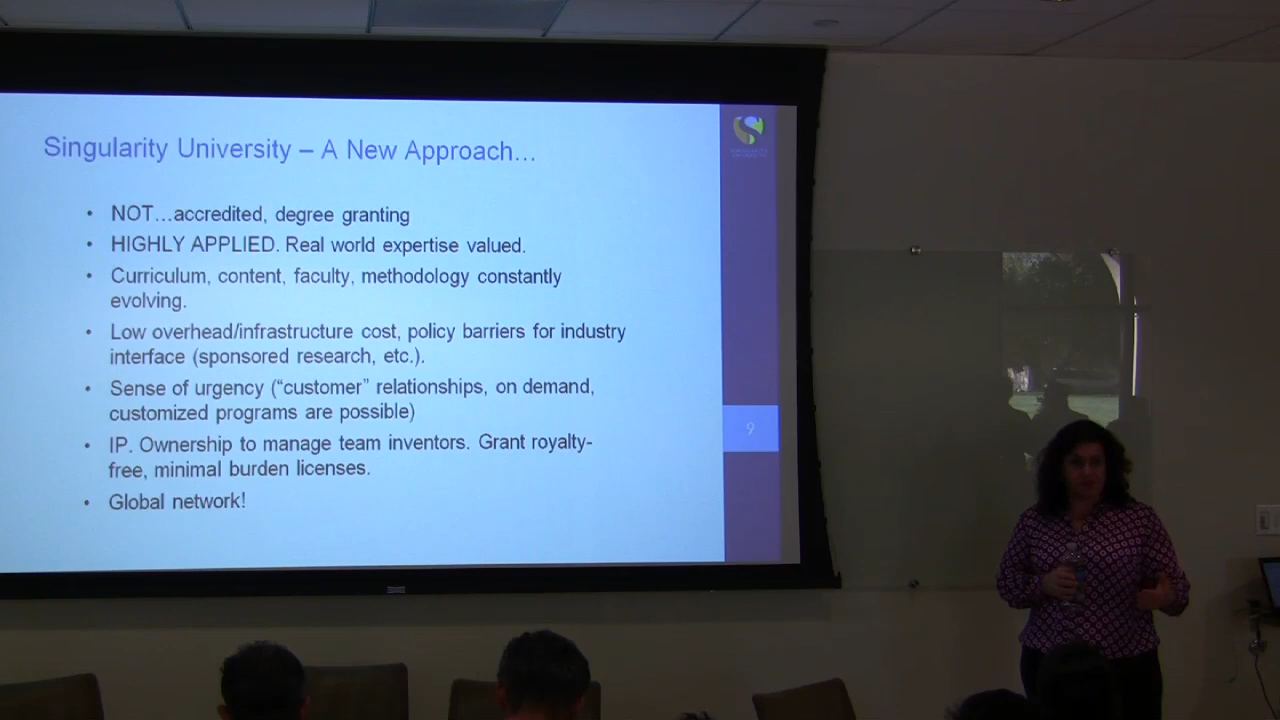 Singularity University – A New Approach...
• NOT...accredited, degree granting
• HIGHLY APPLIED. Real world expertise valued.
• Curriculum, content, faculty, methodology constantly
evolving.
• Low overhead/infrastructure cost, policy barriers for industry
interface (sponsored research, etc.).
• Sense of urgency (“customer” relationships, on demand,
customized programs are possible)
• IP. Ownership to manage team inventors. Grant royalty-
free, minimal burden licenses.
• Global network!
SINGULARITY
UNIVERSITY
9